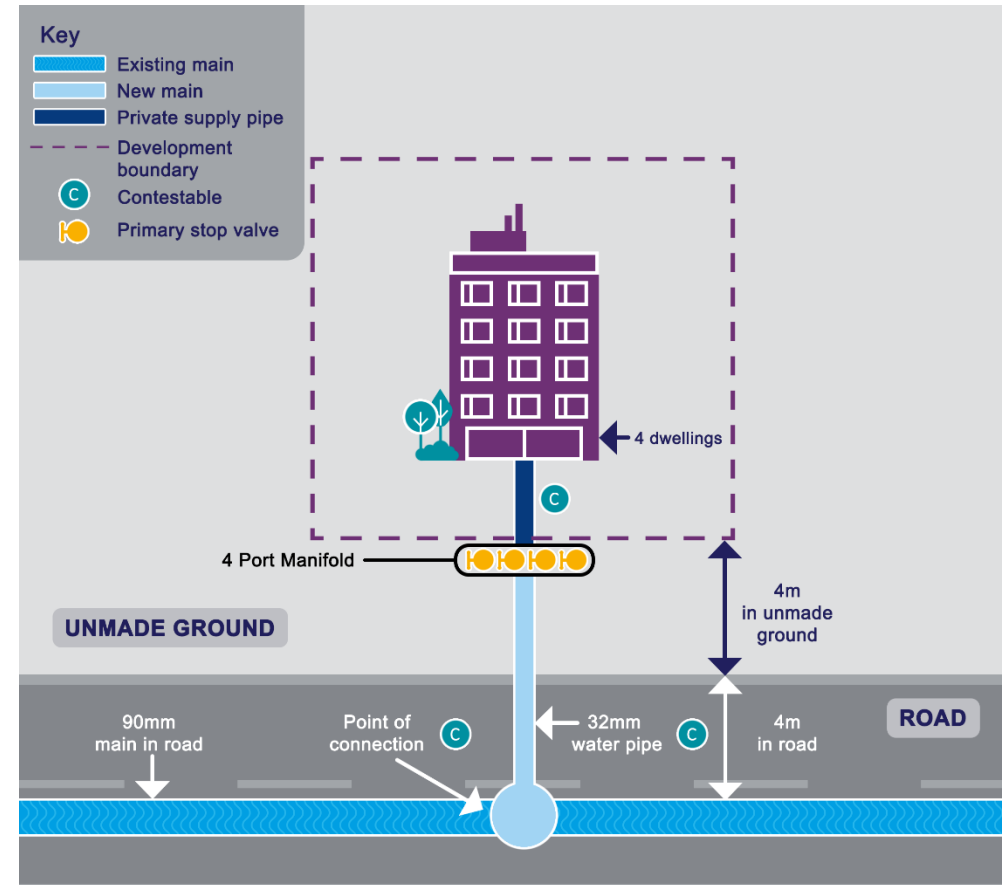 Key
Existing main
New main
Private supply pipe
Development
boundary
C
Contestable
Primary stop valve
4 dwellings
C
4 Port Manifold
4m
in unmade
ground
UNMADE GROUND
90mm
main in road
Point of
connection
C
32mm
water pipe
C
4m
in road
ROAD